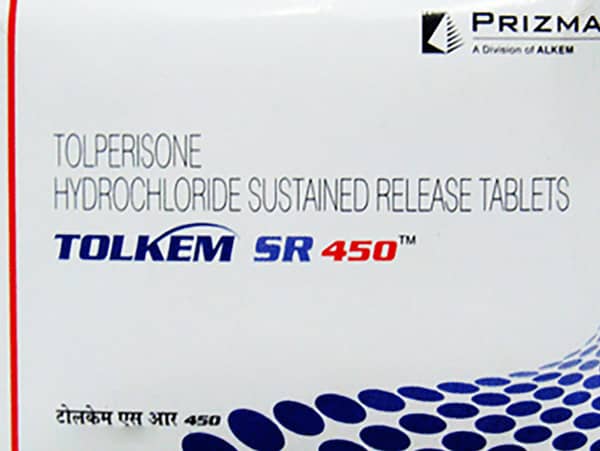 PRIZMA
A Division of ALKEM
TOLPERISONE
HYDROCHLORIDE SUSTAINED RELEASE TABLETS
TOLKEM SR 450™
टोलकेम एस आर 450